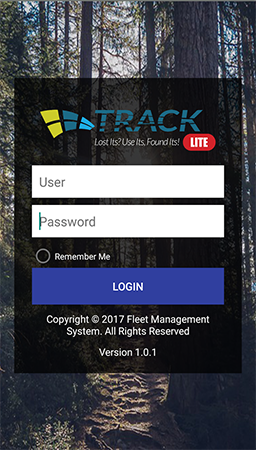 TRACK
Lost Its? Use Its, Found Its!
LITE
User
Password
Remember Me
LOGIN
Copyright © 2017 Fleet Management
System. All Rights Reserved
Version 1.0.1